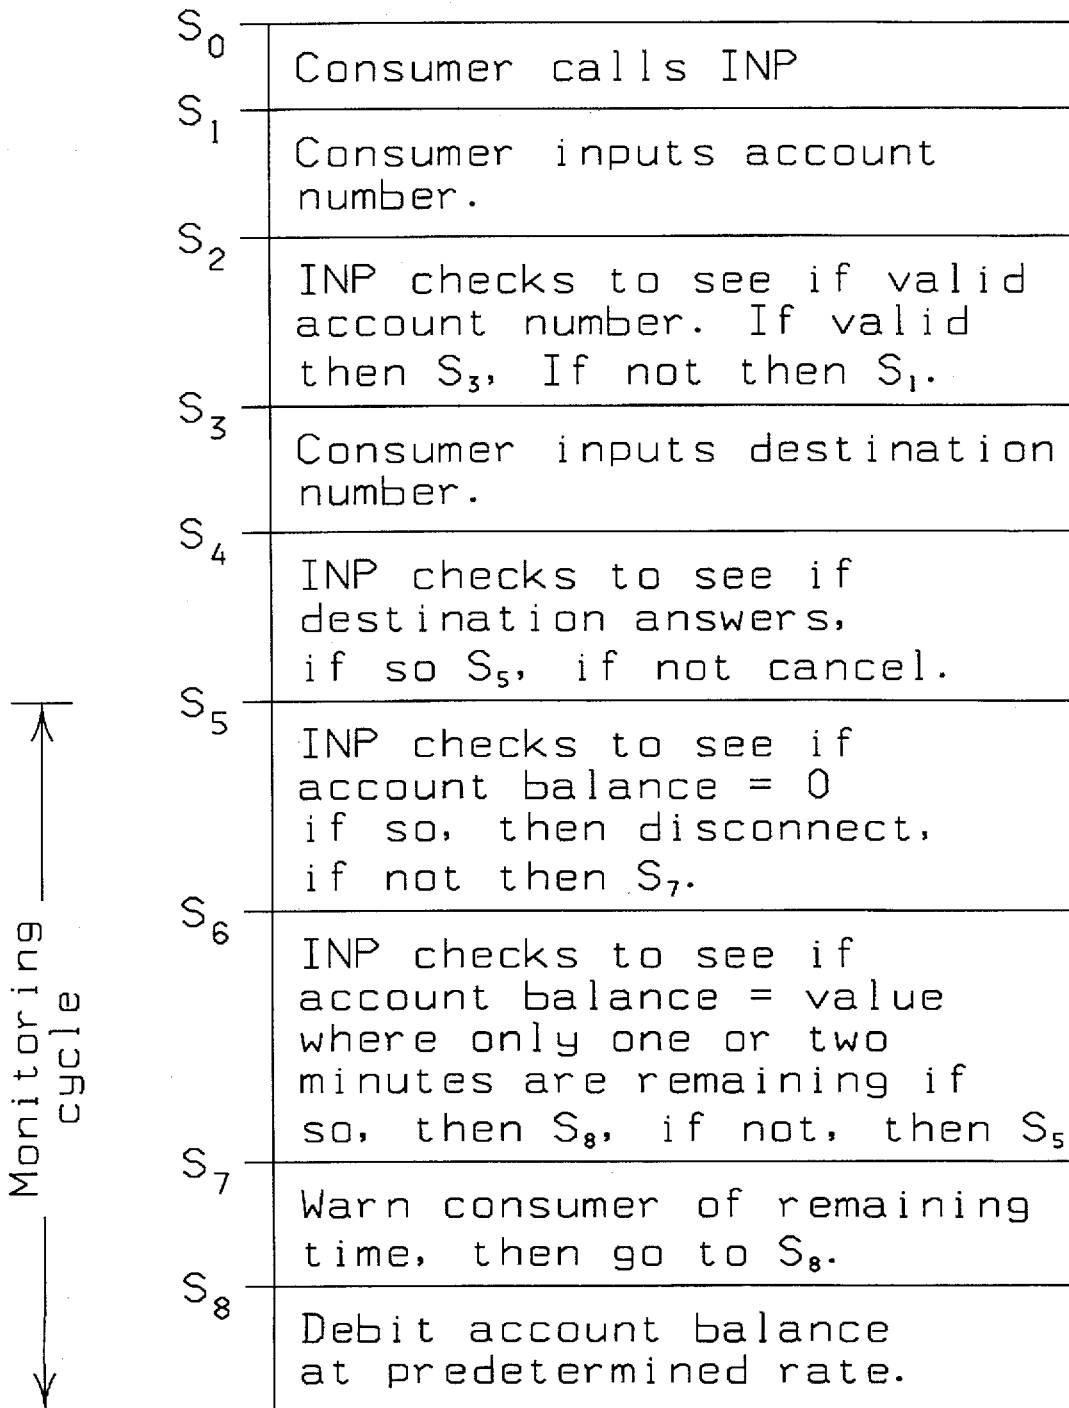 S₀
Consumer calls INP
S₁
Consumer inputs account
number.
S₂
INP checks to see if valid
account number. If valid
then S₃, If not then S₁.
S₃
Consumer inputs destination
number.
S₄
INP checks to see if
destination answers,
if so S₅, if not cancel.
S₅
INP checks to see if
account balance = 0
if so, then disconnect,
if not then S₇.
S₆
INP checks to see if
account balance = value
where only one or two
minutes are remaining if
so, then S₈, if not, then S₅
S₇
Warn consumer of remaining
time, then go to S₈.
S₈
Debit account balance
at predetermined rate.
Monitoring
cycle